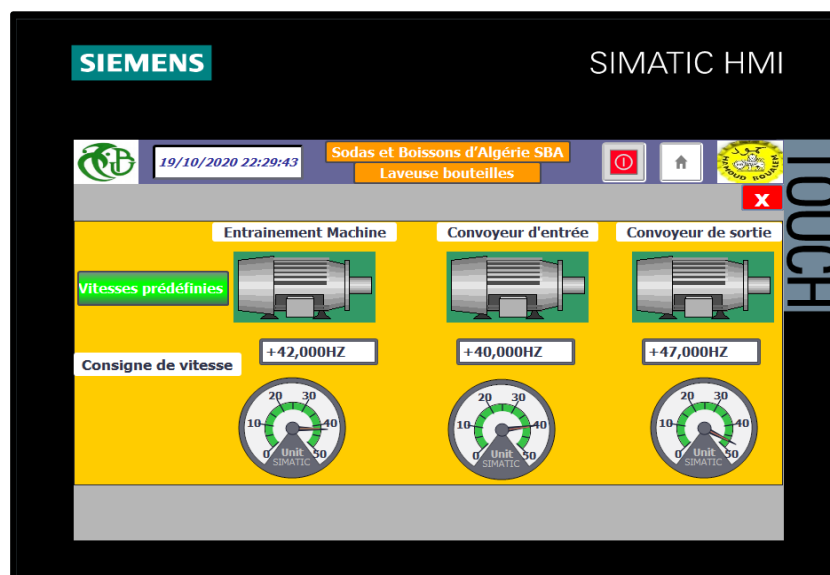 SIEMENS
SIMATIC HMI
TOUCH
19/10/2020 22:29:43
Sodas et Boissons d'Algérie SBA
Laveuse bouteilles
HAMOUD BOUALEM
X
Entrainement Machine
Convoyeur d'entrée
Convoyeur de sortie
Vitesses prédéfinies
Consigne de vitesse
+42,000HZ
+40,000HZ
+47,000HZ
0 10 20 30 40 50
Unit
SIMATIC
0 10 20 30 40 50
Unit
SIMATIC
0 10 20 30 40 50
Unit
SIMATIC